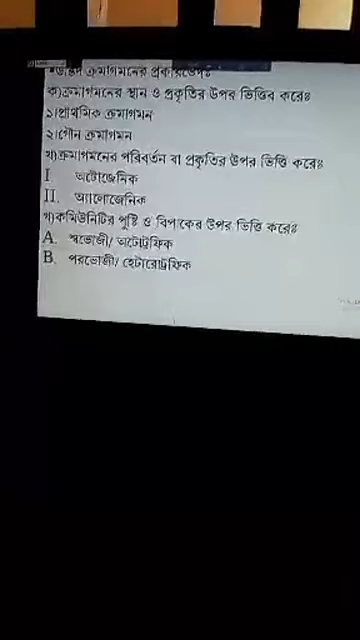 ক্রমাগমনের প্রকারভেদঃ
ক)ক্রমাগমনের স্থান ও প্রকৃতির উপর ভিত্তিব করেঃ
১।প্রাথমিক ক্রমাগমন
২।গৌন ক্রমাগমন
খ)ক্রমাগমনের পরিবর্তন বা প্রকৃতির উপর ভিত্তি করেঃ
I অটোজেনিক
II. অ্যালোজেনিক
গ)কমিউনিটির পুষ্টি ও বিপাকের উপর ভিত্তি করেঃ
A. স্বভোজী/ অটোট্রফিক
B. পরভোজী/ হেটারোট্রফিক